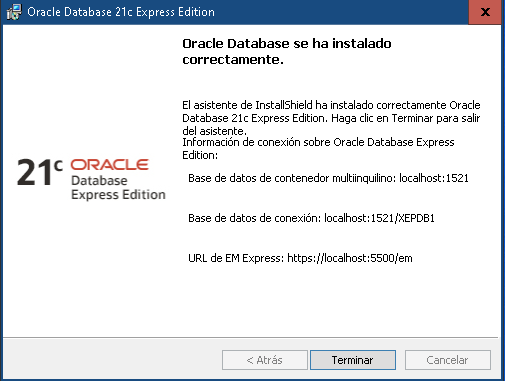 Oracle Database 21c Express Edition
X
Oracle Database se ha instalado
correctamente.
El asistente de InstallShield ha instalado correctamente Oracle
Database 21c Express Edition. Haga clic en Terminar para salir
del asistente.
Información de conexión sobre Oracle Database Express
Edition:
Base de datos de contenedor multiinquilino: localhost:1521
Base de datos de conexión: localhost:1521/XEPDB1
URL de EM Express: https://localhost:5500/em
21c ORACLE
Database
Express Edition
< Atrás
Terminar
Cancelar